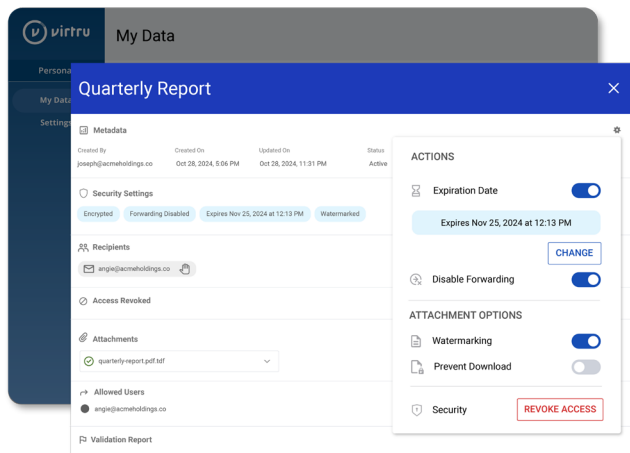 virtru
My Data
Persona
My Data
Settings
Quarterly Report
Metadata
Created By Created On Updated On Status
joseph@acmeholdings.co Oct 28, 2024, 5:06 PM Oct 28, 2024, 11:31 PM Active
Security Settings
Encrypted Forwarding Disabled Expires Nov 25, 2024 at 12:13 PM Watermarked
Recipients
angie@acmeholdings.co
Access Revoked
Attachments
quarterly-report.pdf.tdf
Allowed Users
angie@acmeholdings.co
Validation Report
ACTIONS
Expiration Date
Expires Nov 25, 2024 at 12:13 PM
CHANGE
Disable Forwarding
ATTACHMENT OPTIONS
Watermarking
Prevent Download
Security
REVOKE ACCESS